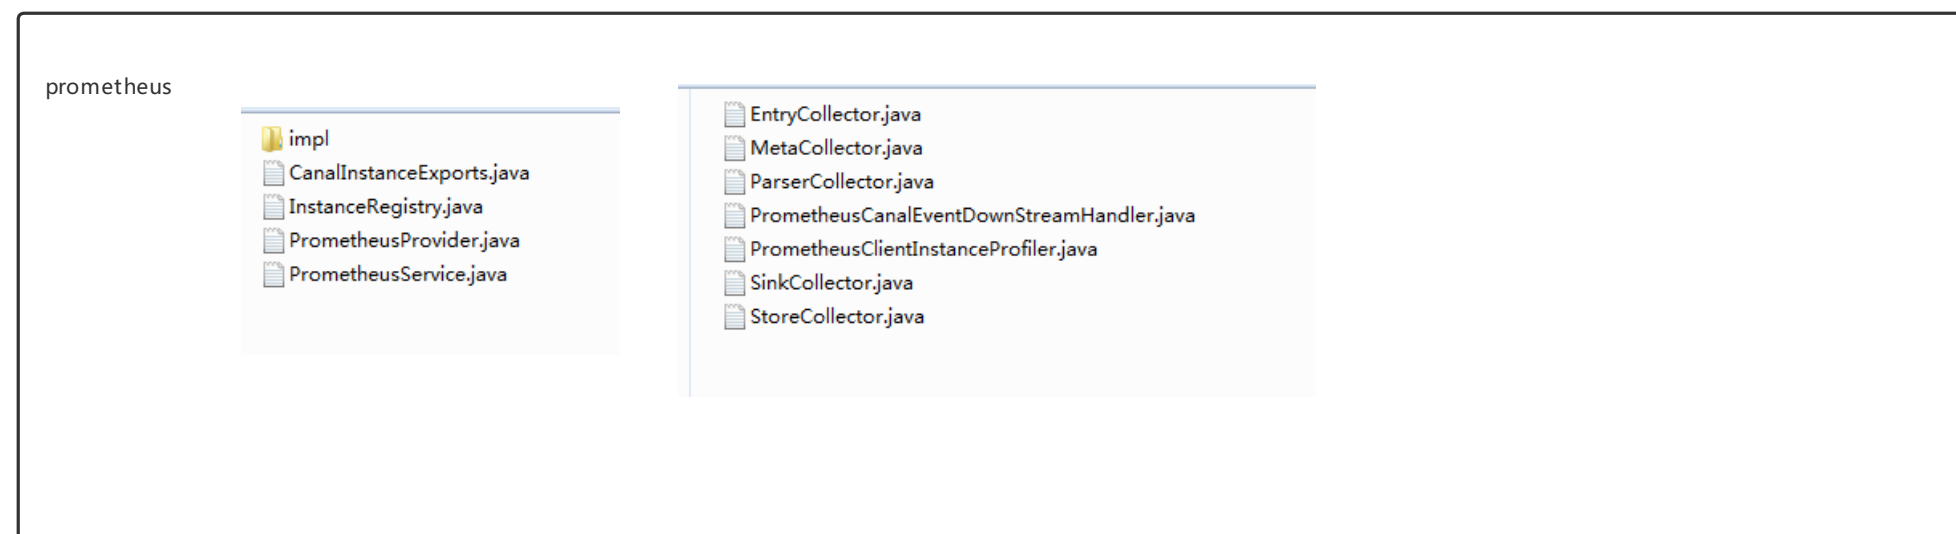 prometheus
impl
CanalInstanceExports.java
InstanceRegistry.java
PrometheusProvider.java
PrometheusService.java
EntryCollector.java
MetaCollector.java
ParserCollector.java
PrometheusCanalEventDownStreamHandler.java
PrometheusClientInstanceProfiler.java
SinkCollector.java
StoreCollector.java